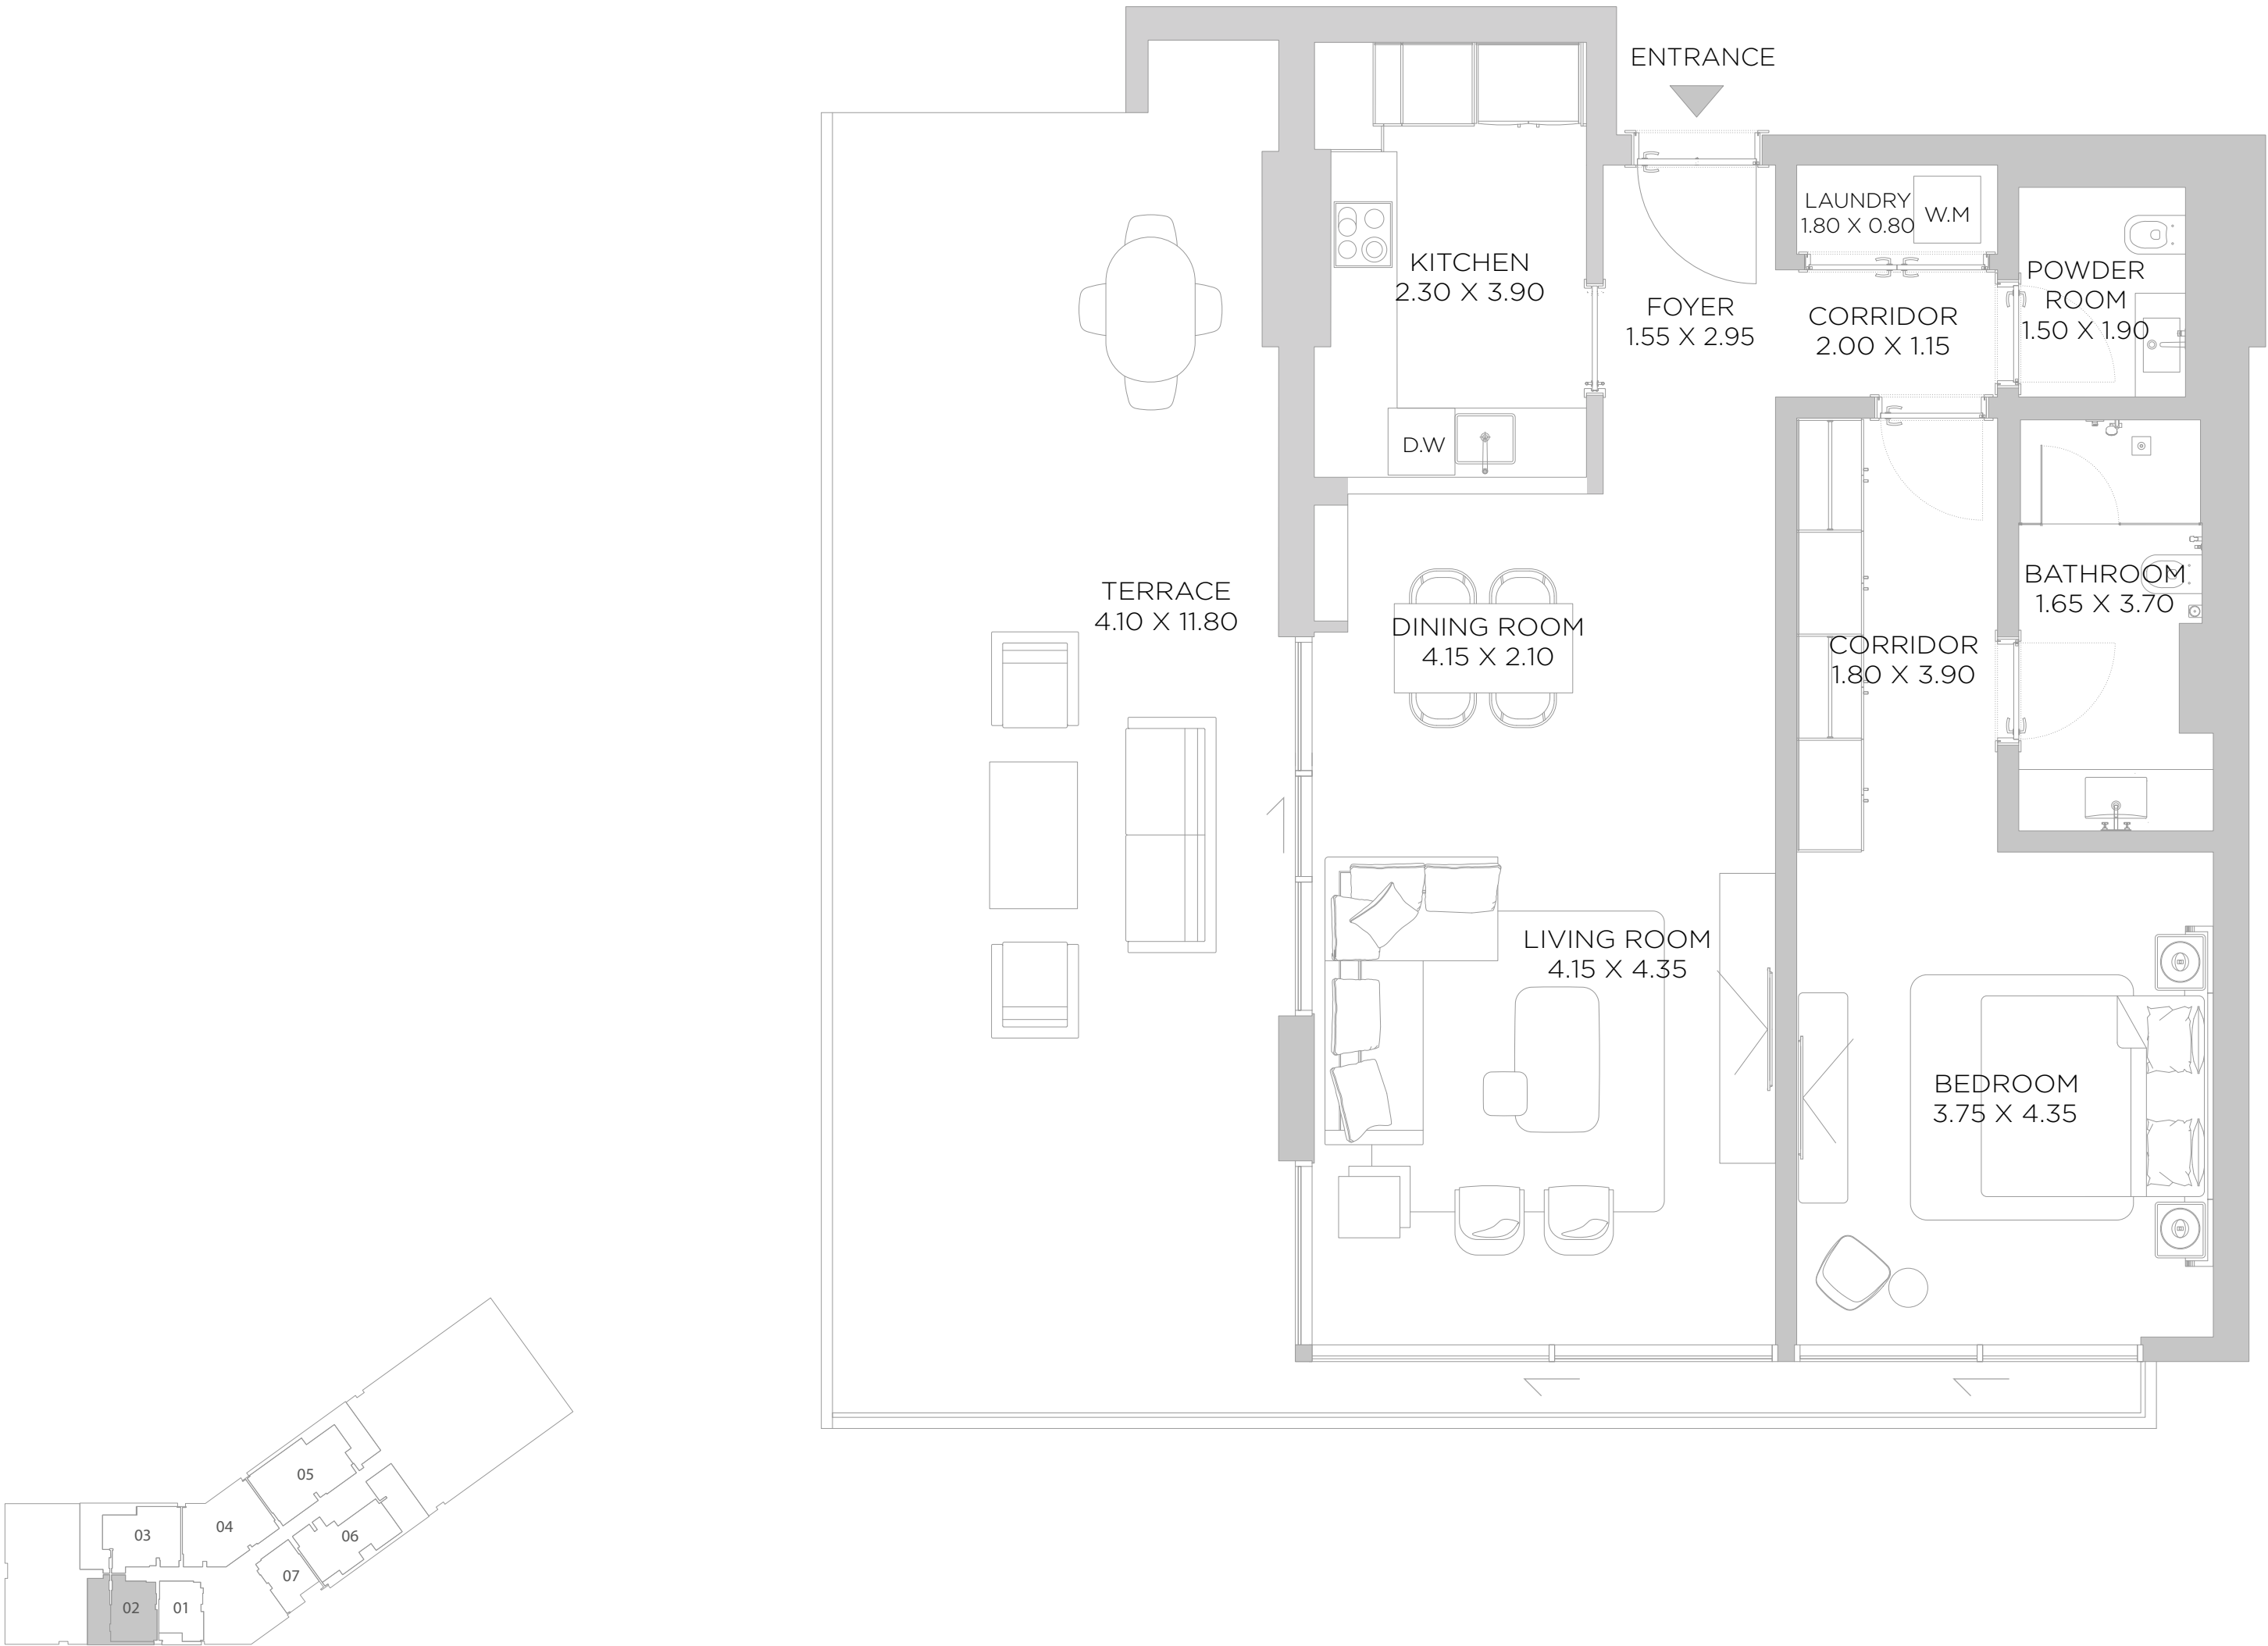 ENTRANCE
LAUNDRY
1.80 X 0.80
W.M
KITCHEN
2.30 X 3.90
FOYER
1.55 X 2.95
CORRIDOR
2.00 X 1.15
POWDER
ROOM
1.50 X 1.90
D.W
TERRACE
4.10 X 11.80
DINING ROOM
4.15 X 2.10
BATHROOM
1.65 X 3.70
CORRIDOR
1.80 X 3.90
LIVING ROOM
4.15 X 4.35
BEDROOM
3.75 X 4.35
05
04
03
06
07
02
01